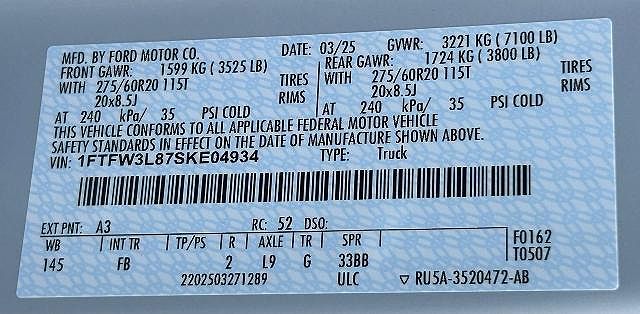 MFD. BY FORD MOTOR CO. DATE: 03/25 GVWR: 3221 KG ( 7100 LB)
FRONT GAWR: 1599 KG ( 3525 LB) REAR GAWR: 1724 KG ( 3800 LB)
WITH 275/60R20 115T TIRES WITH 275/60R20 115T TIRES
20x8.5J RIMS 20x8.5J RIMS
AT 240 kPa/ 35 PSI COLD AT 240 kPa/ 35 PSI COLD
THIS VEHICLE CONFORMS TO ALL APPLICABLE FEDERAL MOTOR VEHICLE
SAFETY STANDARDS IN EFFECT ON THE DATE OF MANUFACTURE SHOWN ABOVE.
VIN: 1FTFW3L87SKE04934 TYPE: Truck
EXT PNT: A3 RC: 52 DSO:
WB INT TR TP/PS R AXLE TR SPR F0162
145 FB 2 L9 G 33BB T0507
2202503271289 ULC ▽ RU5A-3520472-AB